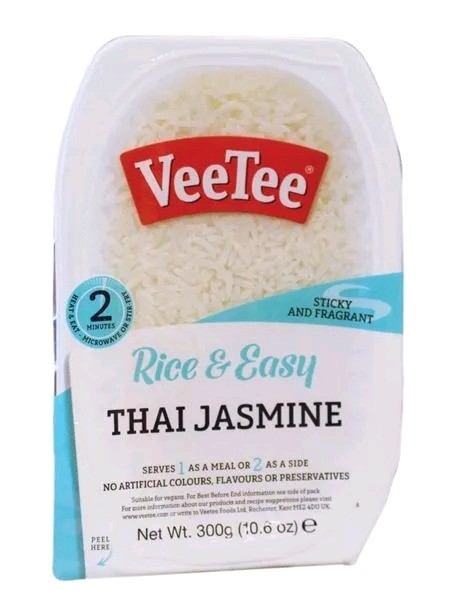 VeeTee®
HEAT & EAT - MICROWAVE OR STIR-FRY
2
MINUTES
STICKY
AND FRAGRANT
Rice & Easy
THAI JASMINE
SERVES 1 AS A MEAL OR 2 AS A SIDE
NO ARTIFICIAL COLOURS, FLAVOURS OR PRESERVATIVES
Suitable for vegans. For Best Before End information see side of pack
For more information about our products and recipe suggestions please visit
www.veetee.com or write to Veetee Foods Ltd, Rochester, Kent ME2 4DU UK.
PEEL
HERE
Net Wt. 300g (10.6 oz) e